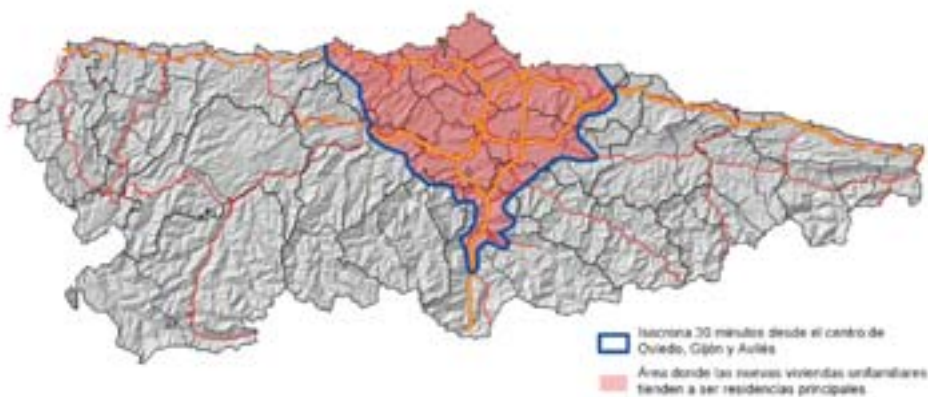 Isocrona 30 minutos desde el centro de
Oviedo, Gijón y Avilés
Área donde las nuevas viviendas unifamiliares
tienden a ser residencias principales